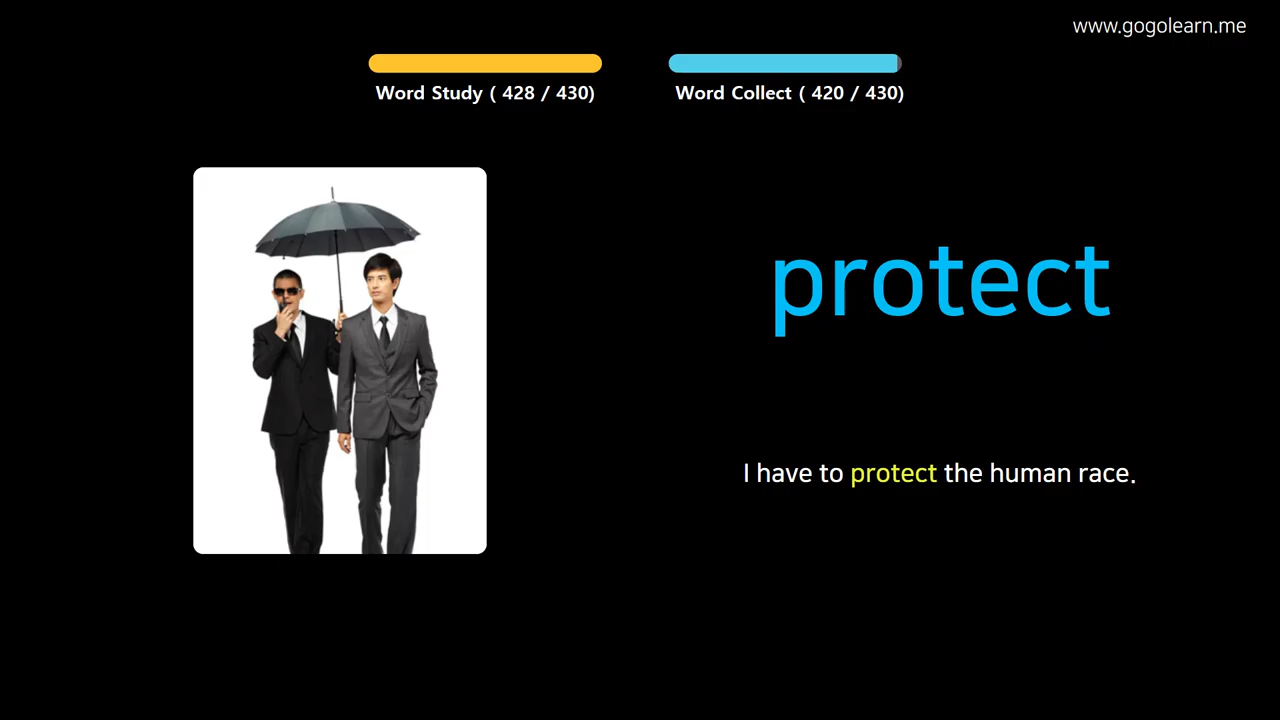 www.gogolearn.me
Word Study ( 428 / 430)
Word Collect ( 420 / 430)
protect
I have to protect the human race.